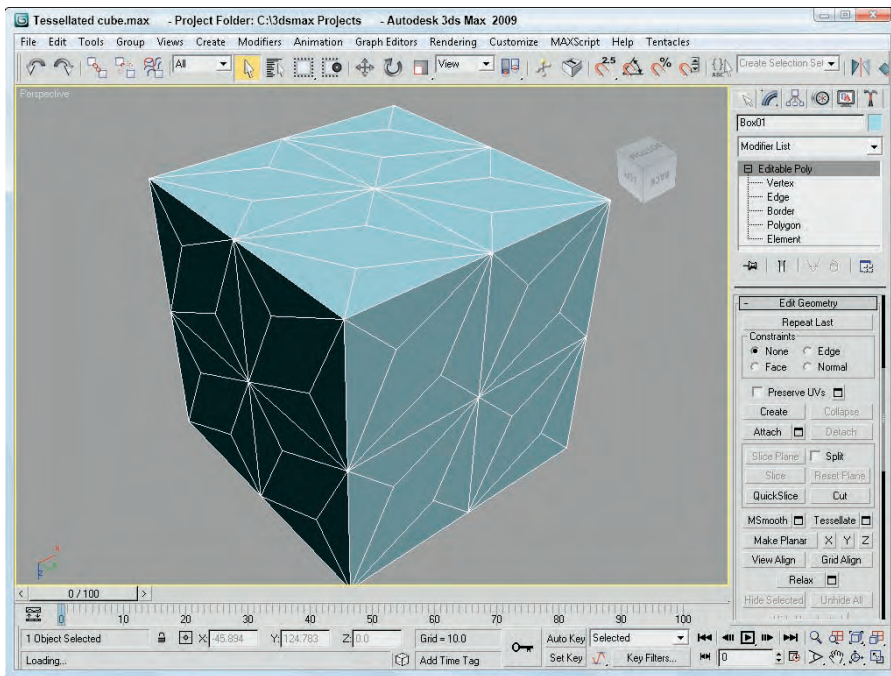 Tessellated cube.max - Project Folder: C:\3dsmax Projects - Autodesk 3ds Max 2009
File Edit Tools Group Views Create Modifiers Animation Graph Editors Rendering Customize MAXScript Help Tentacles
All View 2.5 % ABC Create Selection Set
Perspective
BOTTOM
BACK
Box01
Modifier List
Editable Poly
Vertex
Edge
Border
Polygon
Element
- Edit Geometry
Repeat Last
Constraints
None Edge
Face Normal
Preserve UVs
Create Collapse
Attach Detach
Slice Plane Split
Slice Reset Plane
QuickSlice Cut
MSmooth Tessellate
Make Planar X Y Z
View Align Grid Align
Relax
Hide Selected Unhide All
< 0 / 100 >
0 10 20 30 40 50 60 70 80 90 100
1 Object Selected X: -45.894 Y: 124.783 Z: 0.0 Grid = 10.0 Auto Key Selected
Loading... Add Time Tag Set Key Key Filters... 0